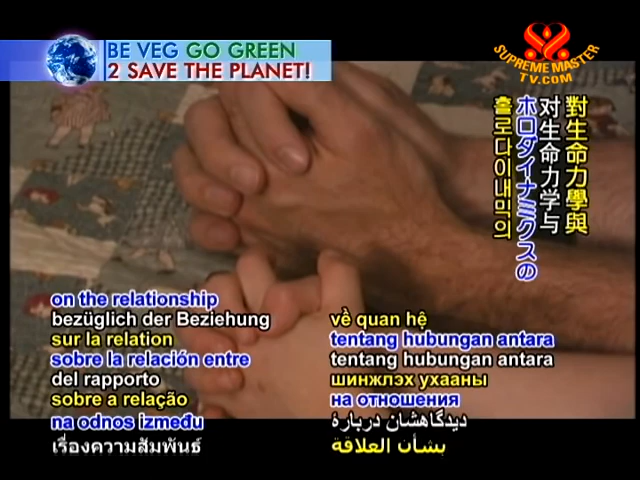 BE VEG GO GREEN
2 SAVE THE PLANET!
SUPREME MASTER
TV.COM
對生命力學與
对生命力学与
ホロダイナミクスの
홀로다이내믹의
on the relationship
bezüglich der Beziehung
sur la relation
sobre la relación entre
del rapporto
sobre a relação
na odnos između
เรื่องความสัมพันธ์
về quan hệ
tentang hubungan antara
tentang hubungan antara
шинжлэх ухааны
на отношения
دیدگاهشان دربارۀ
بشأن العلاقة